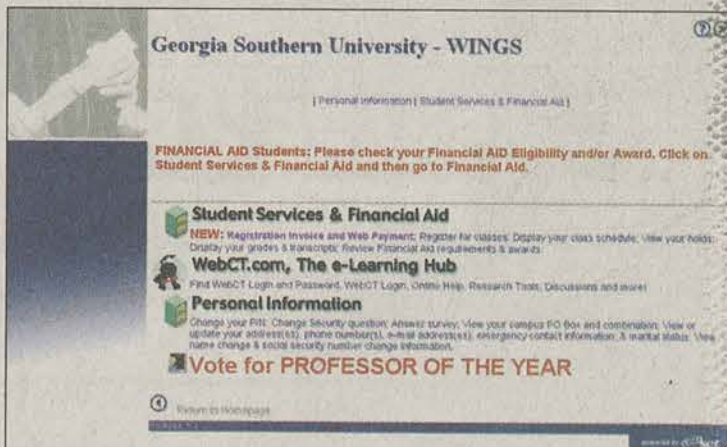 Georgia Southern University - WINGS
[ Personal Information | Student Services & Financial Aid ]
FINANCIAL AID Students: Please check your Financial AID Eligibility and/or Award. Click on
Student Services & Financial Aid and then go to Financial Aid.
Student Services & Financial Aid
NEW: Registration Invoice and Web Payment; Register for classes; Display your class schedule; View your holds;
Display your grades & transcripts; Review Financial Aid requirements & awards
WebCT.com, The e-Learning Hub
Find WebCT Login and Password, WebCT Login, Online Help, Research Tools, Discussions and more!
Personal Information
Change your PIN; Change Security question; Answer survey; View your campus PO Box and combination; View or
update your address(es), phone number(s), e-mail address(es), emergency contact information, & marital status; View
name change & social security number change information.
Vote for PROFESSOR OF THE YEAR
Return to Homepage
powered by